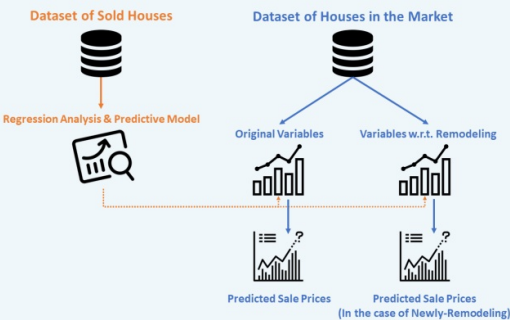 Dataset of Sold Houses
Dataset of Houses in the Market
Regression Analysis & Predictive Model
Original Variables
Variables w.r.t. Remodeling
?
?
Predicted Sale Prices
Predicted Sale Prices
(In the case of Newly-Remodeling)